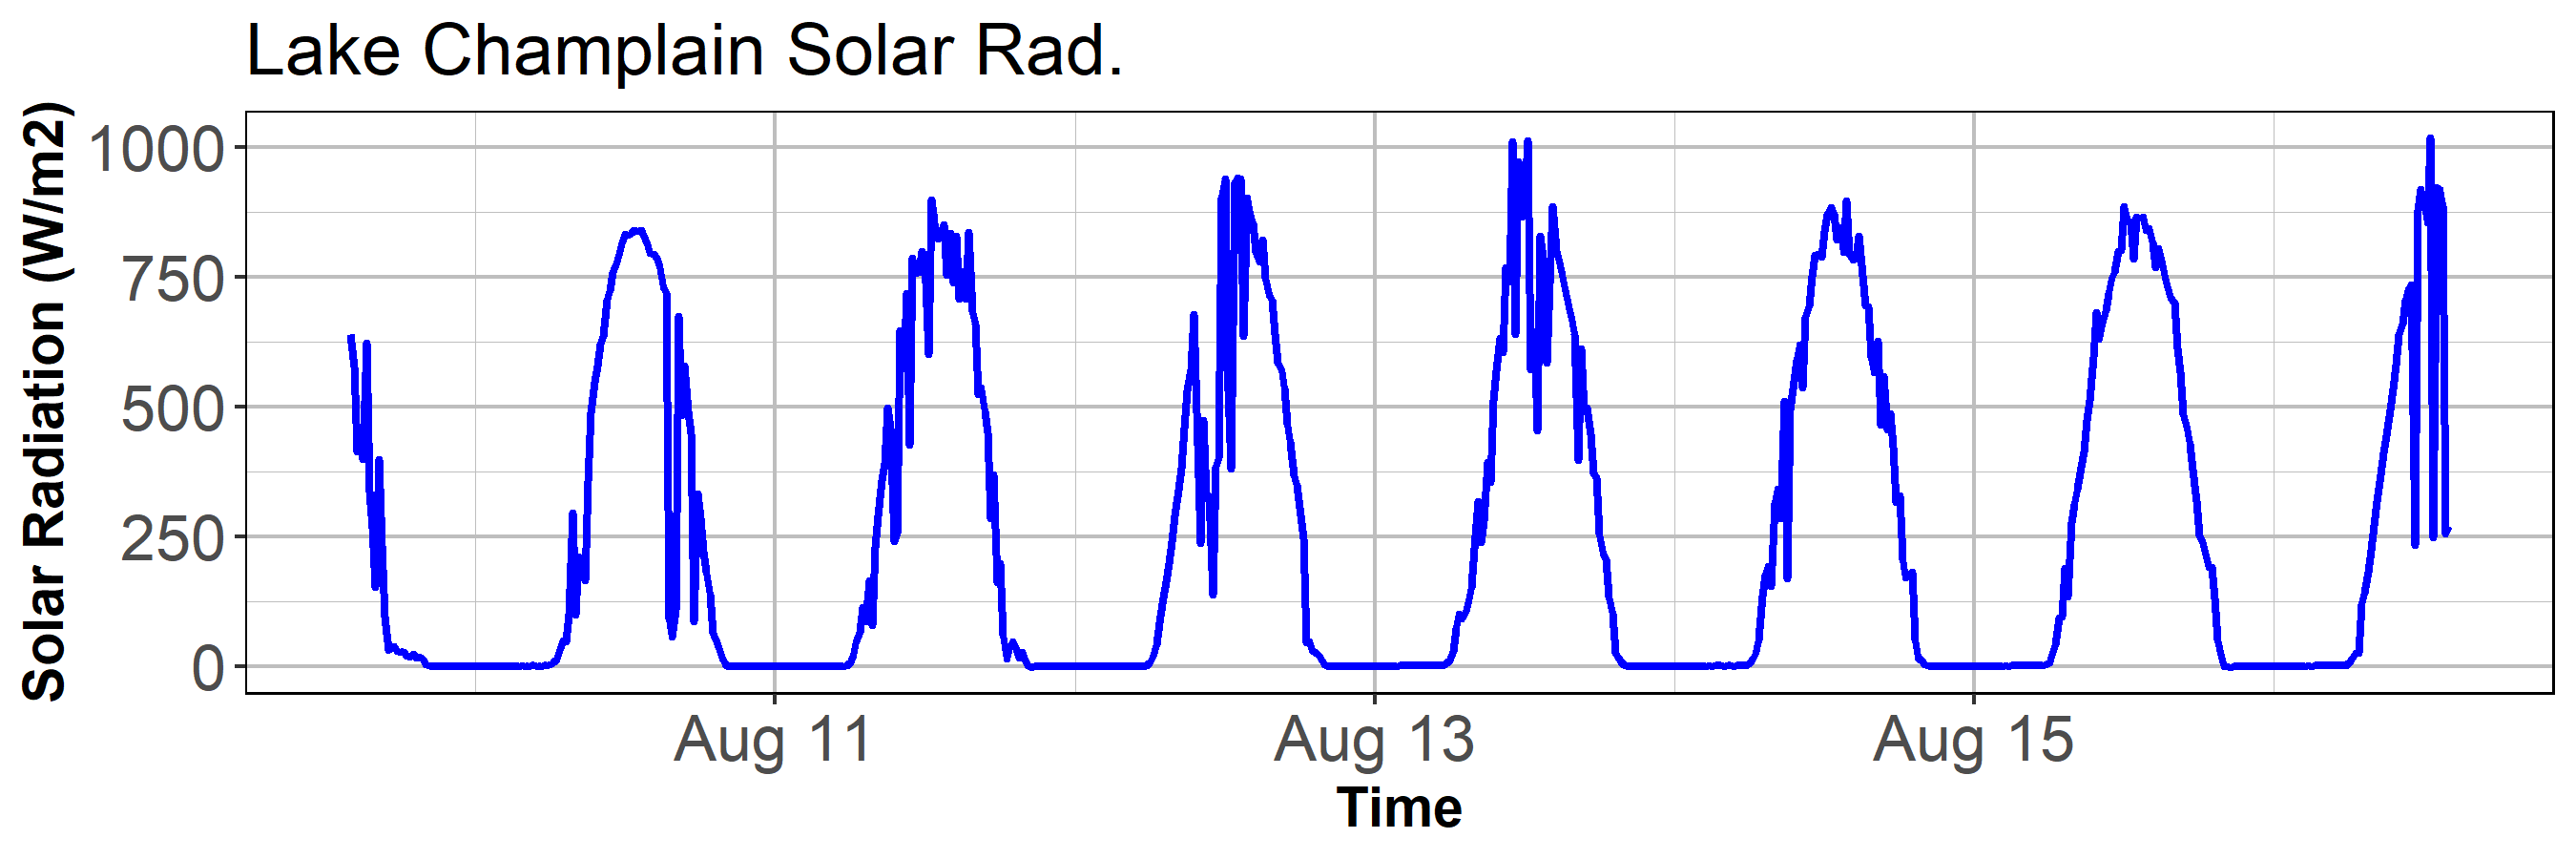 Lake Champlain Solar Rad.
Solar Radiation (W/m2)
1000
750
500
250
0
Aug 11
Aug 13
Aug 15
Time